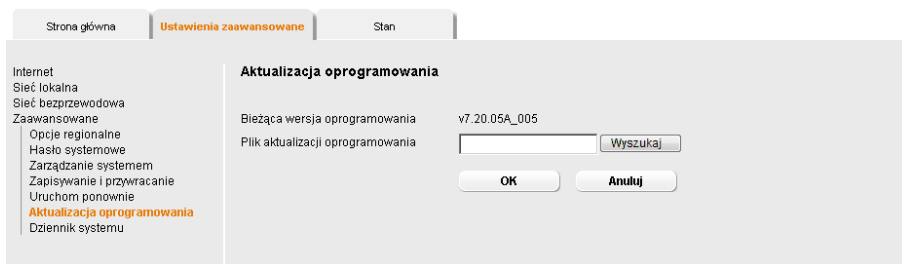 Strona główna
Ustawienia zaawansowane
Stan
Internet
Sieć lokalna
Sieć bezprzewodowa
Zaawansowane
Opcje regionalne
Hasło systemowe
Zarządzanie systemem
Zapisywanie i przywracanie
Uruchom ponownie
Aktualizacja oprogramowania
Dziennik systemu
Aktualizacja oprogramowania
Bieżąca wersja oprogramowania v7.20.05A_005
Plik aktualizacji oprogramowania Wyszukaj
OK Anuluj